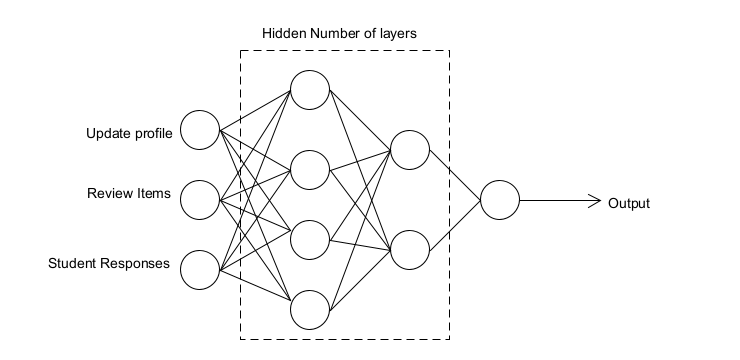 Hidden Number of layers
Update profile
Review Items
Student Responses
Output